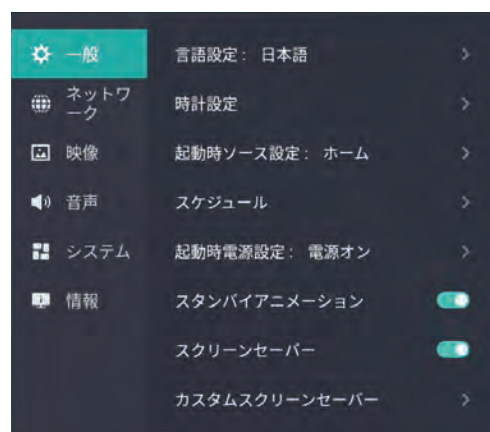 一般
ネットワ
ーク
映像
音声
システム
情報
言語設定： 日本語
時計設定
起動時ソース設定： ホーム
スケジュール
起動時電源設定： 電源オン
スタンバイアニメーション
スクリーンセーバー
カスタムスクリーンセーバー